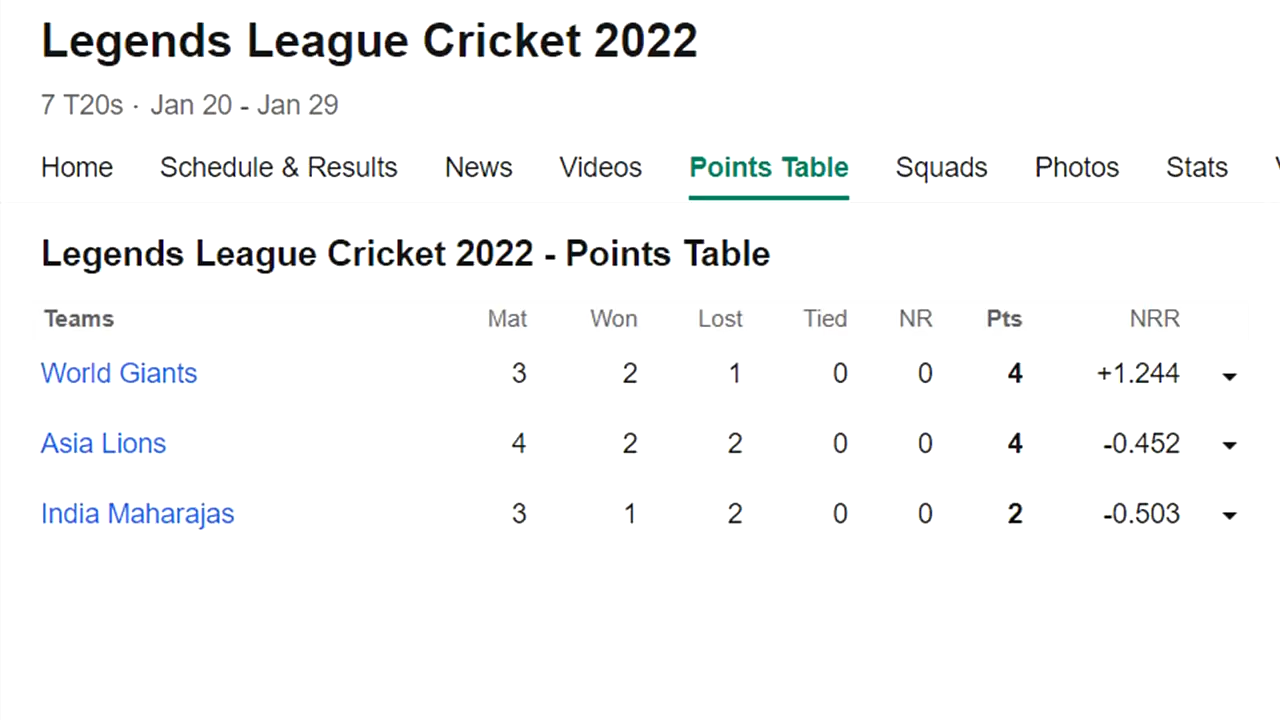 Legends League Cricket 2022
7 T20s · Jan 20 - Jan 29
Home Schedule & Results News Videos Points Table Squads Photos Stats
Legends League Cricket 2022 - Points Table
Teams Mat Won Lost Tied NR Pts NRR
World Giants 3 2 1 0 0 4 +1.244
Asia Lions 4 2 2 0 0 4 -0.452
India Maharajas 3 1 2 0 0 2 -0.503